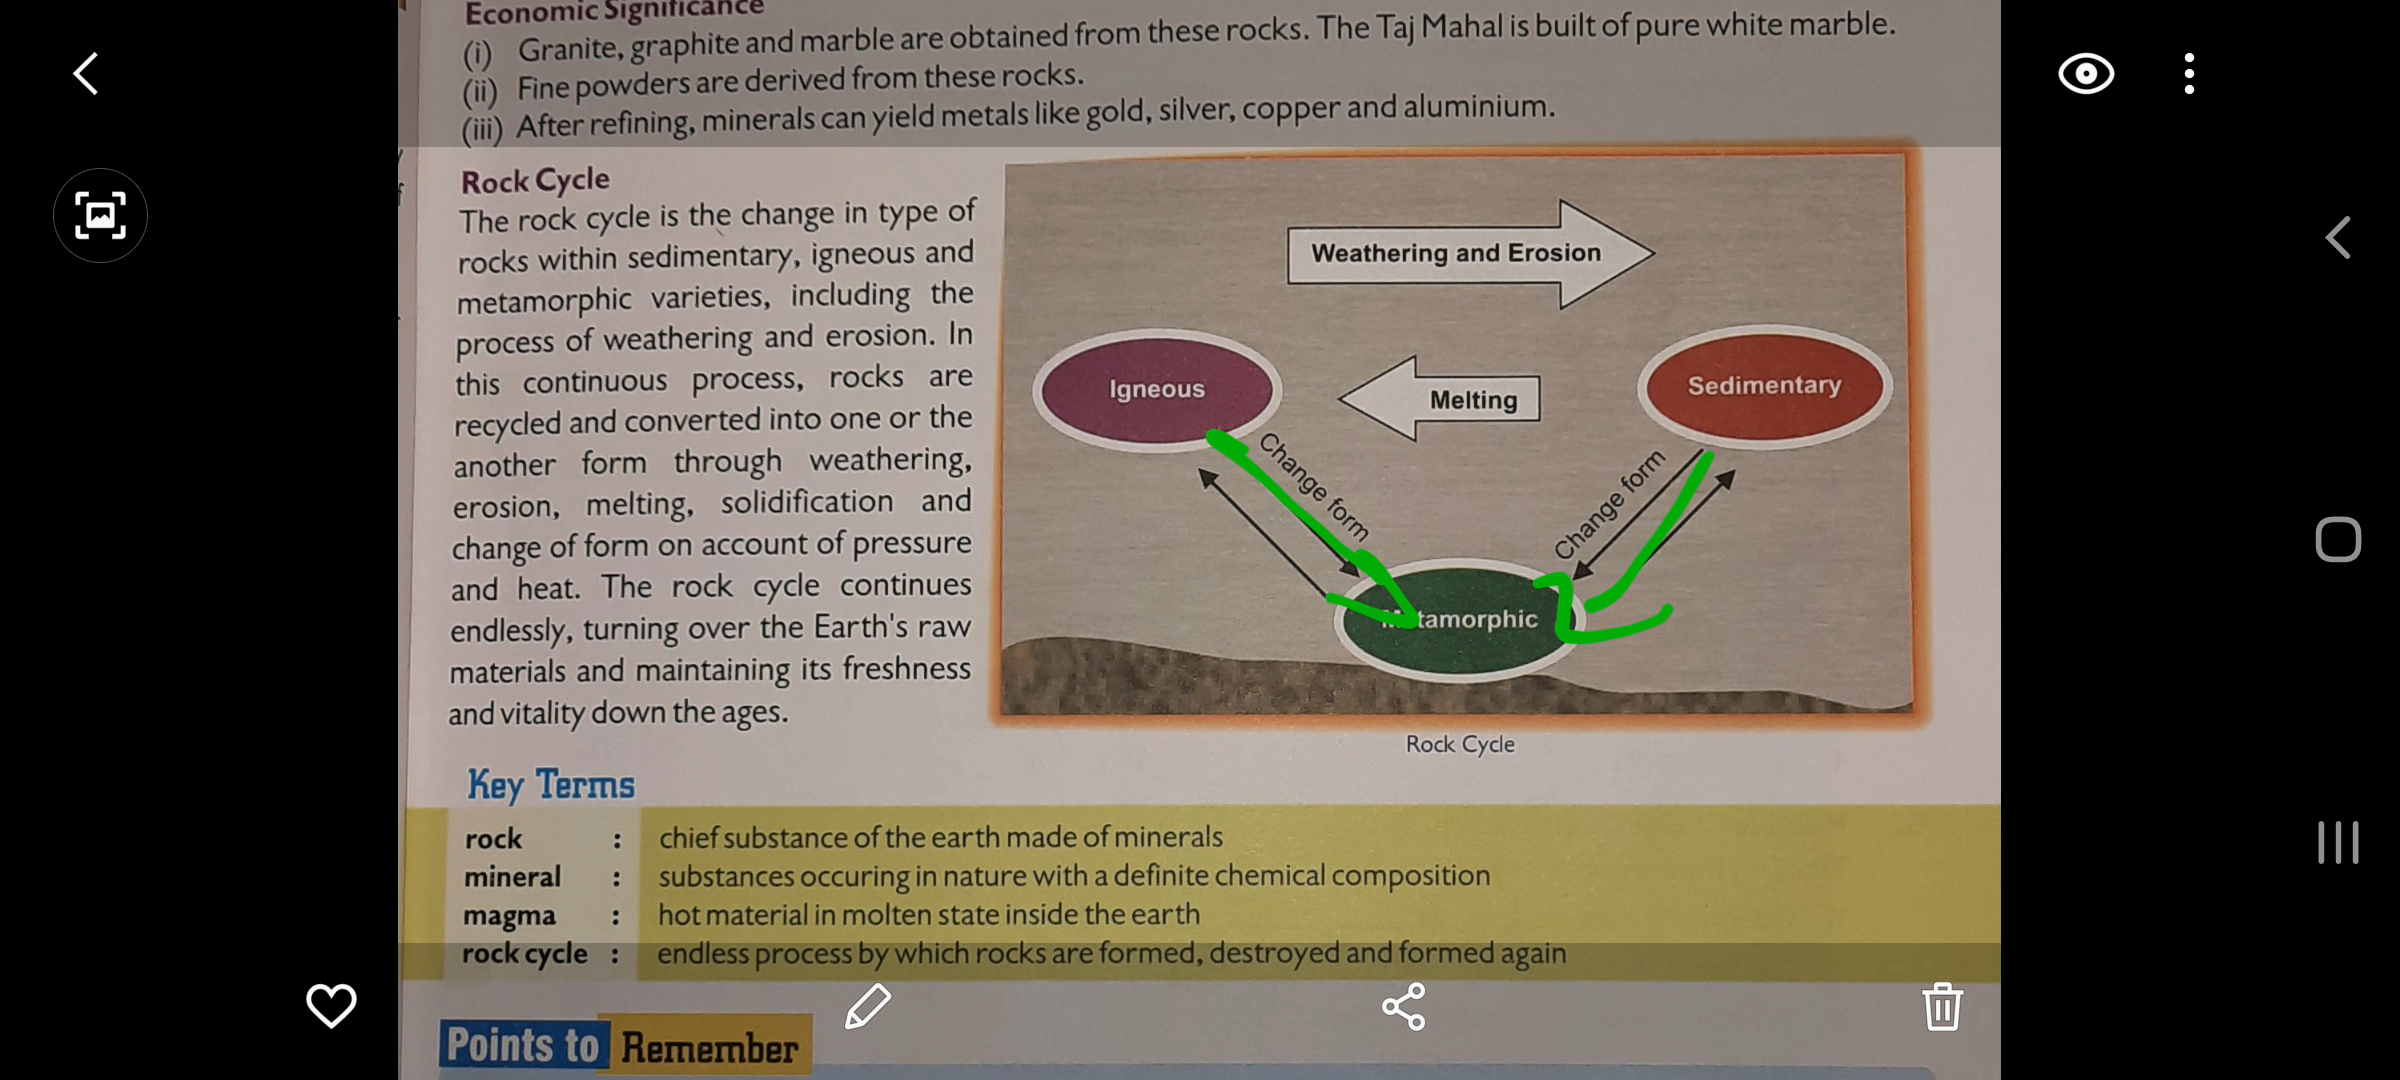 Economic Significance
(i) Granite, graphite and marble are obtained from these rocks. The Taj Mahal is built of pure white marble.
(ii) Fine powders are derived from these rocks.
(iii) After refining, minerals can yield metals like gold, silver, copper and aluminium.
Rock Cycle
The rock cycle is the change in type of
rocks within sedimentary, igneous and
metamorphic varieties, including the
process of weathering and erosion. In
this continuous process, rocks are
recycled and converted into one or the
another form through weathering,
erosion, melting, solidification and
change of form on account of pressure
and heat. The rock cycle continues
endlessly, turning over the Earth's raw
materials and maintaining its freshness
and vitality down the ages.
Weathering and Erosion
Igneous
Melting
Sedimentary
Change form
Change form
Metamorphic
Rock Cycle
Key Terms
rock : chief substance of the earth made of minerals
mineral : substances occuring in nature with a definite chemical composition
magma : hot material in molten state inside the earth
rock cycle : endless process by which rocks are formed, destroyed and formed again
Points to Remember